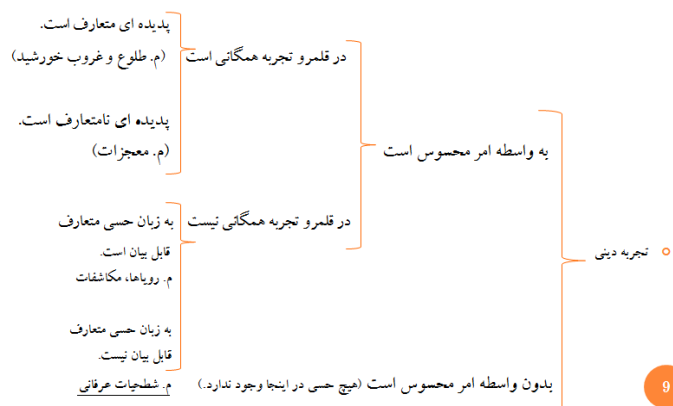 تجربه دینی
به واسطه امر محسوس است
در قلمرو تجربه همگانی است
پدیده ای متعارف است.
(م. طلوع و غروب خورشید)
پدیده ای نامتعارف است.
(م. معجزات)
در قلمرو تجربه همگانی نیست
به زبان حسی متعارف
قابل بیان است.
م. رویاها، مکاشفات
به زبان حسی متعارف
قابل بیان نیست.
م. شطحیات عرفانی
بدون واسطه امر محسوس است (هیچ حسی در اینجا وجود ندارد.)
9